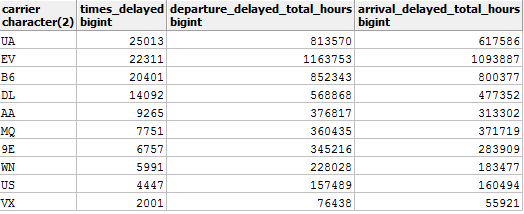 carrier times_delayed departure_delayed_total_hours arrival_delayed_total_hours
character(2) bigint bigint bigint
UA 25013 813570 617586
EV 22311 1163753 1093887
B6 20401 852343 800377
DL 14092 568868 477352
AA 9265 376817 313302
MQ 7751 360435 371719
9E 6757 345216 283909
WN 5991 228028 183477
US 4447 157489 160494
VX 2001 76438 55921